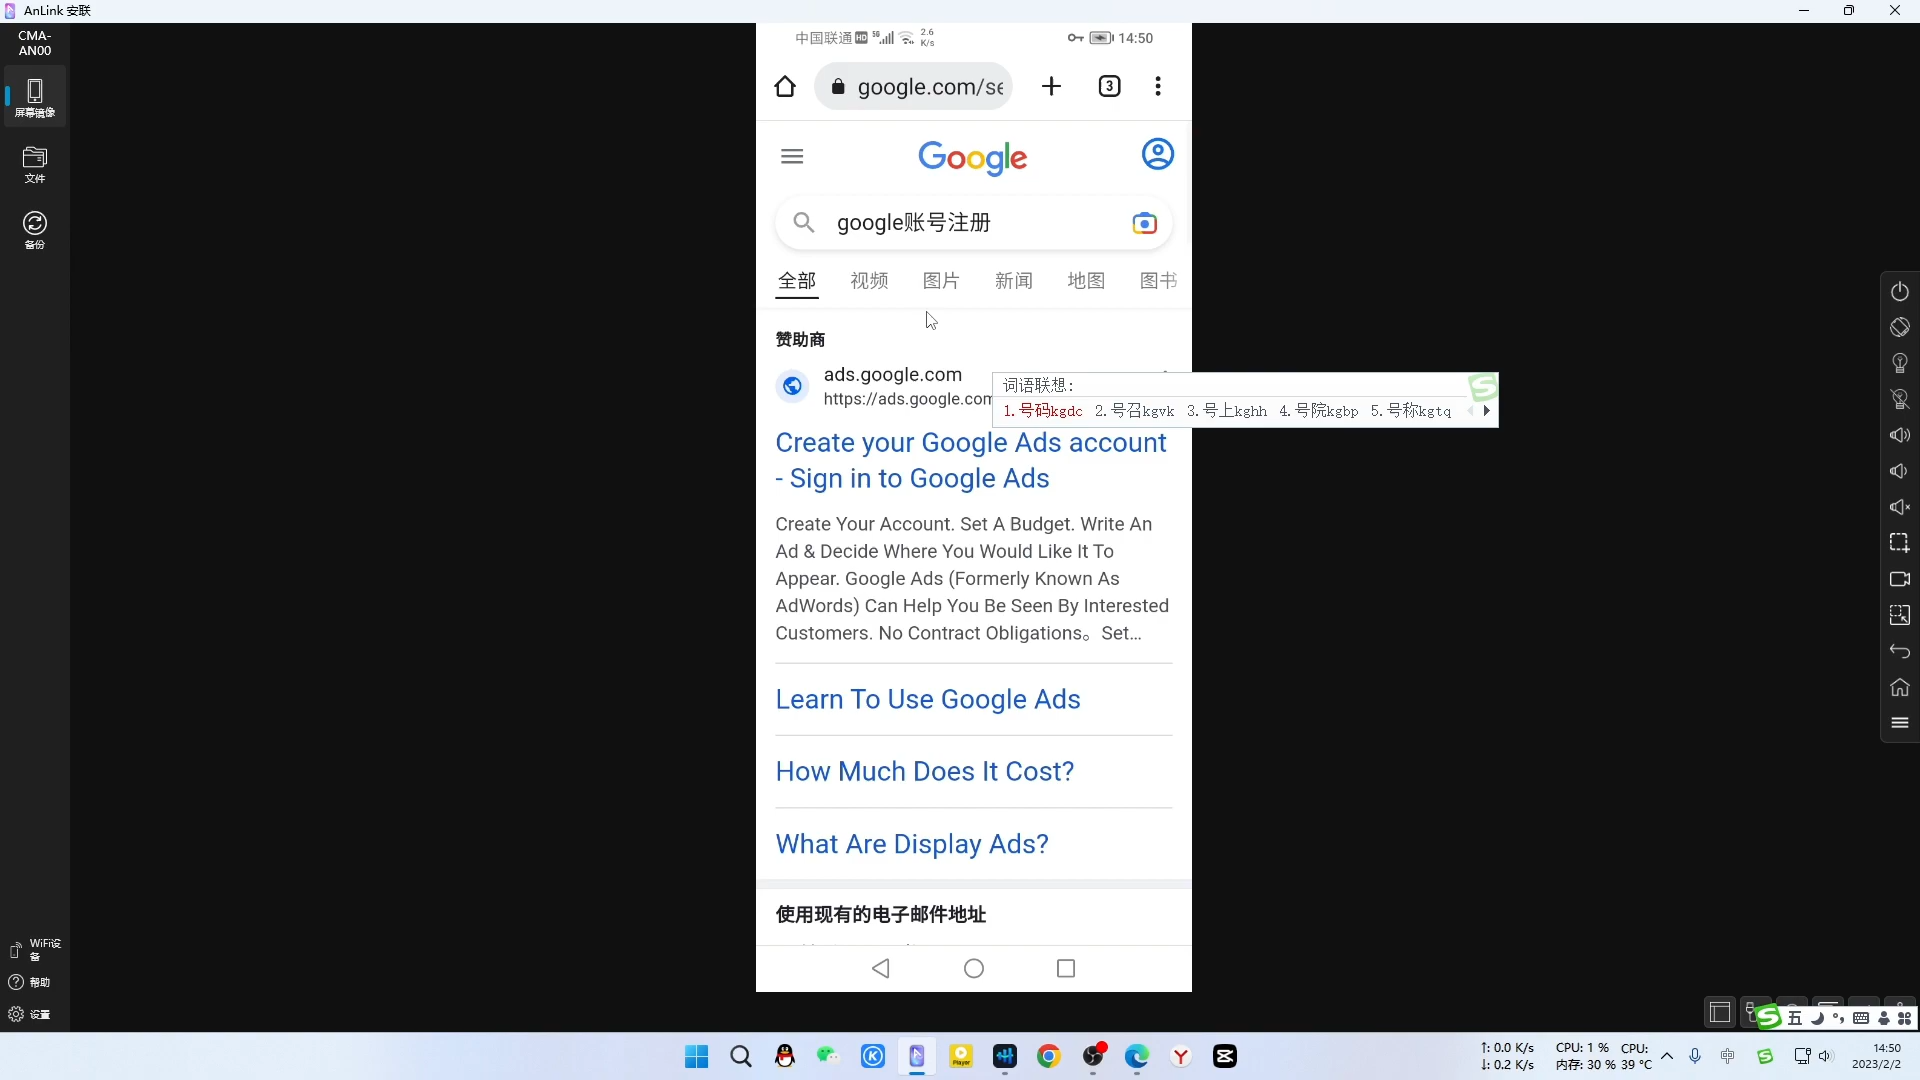 AnLink 安联
CMA-
AN00
屏幕镜像
文件
备份
WiFi设
备
帮助
设置
中国联通 HD 5G 2.6
K/s
14:50
google.com/se
3
Google
google账号注册
全部 视频 图片 新闻 地图 图书
赞助商
ads.google.com
https://ads.google.com
词语联想:
1.号码kgdc 2.号召kgvk 3.号上kghh 4.号院kgbp 5.号称kgtq
Create your Google Ads account
- Sign in to Google Ads
Create Your Account. Set A Budget. Write An
Ad & Decide Where You Would Like It To
Appear. Google Ads (Formerly Known As
AdWords) Can Help You Be Seen By Interested
Customers. No Contract Obligations。Set...
Learn To Use Google Ads
How Much Does It Cost?
What Are Display Ads?
使用现有的电子邮件地址
五
Player
↑: 0.0 K/s CPU: 1 % CPU:
↓: 0.2 K/s 内存: 30 % 39 °C
中
14:50
2023/2/2